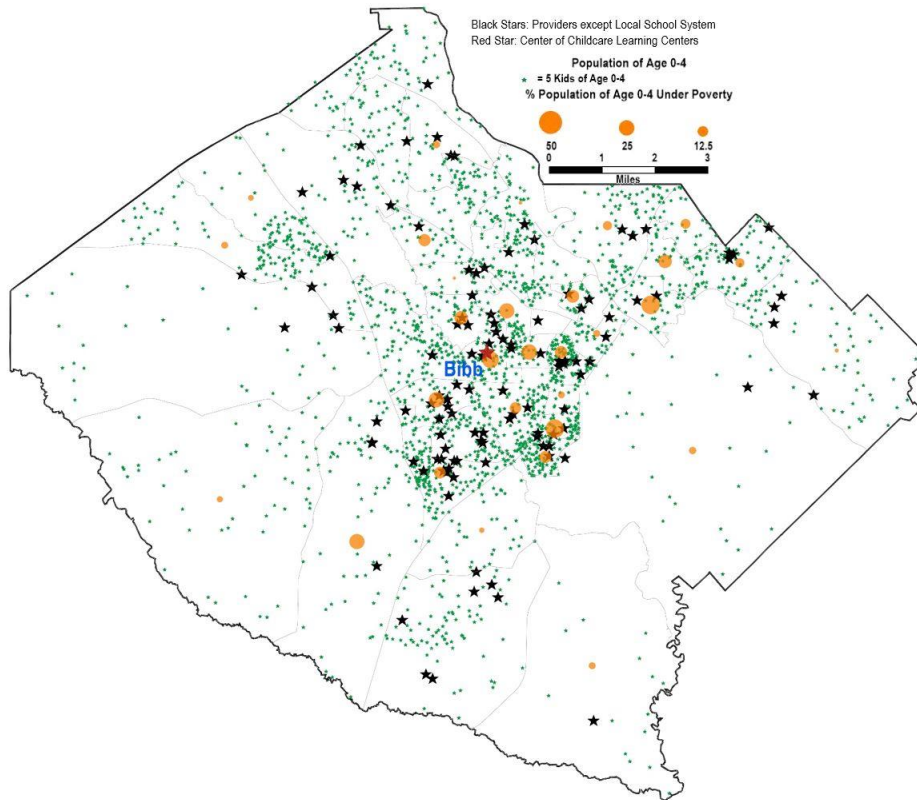 Black Stars: Providers except Local School System
Red Star: Center of Childcare Learning Centers
Population of Age 0-4
= 5 Kids of Age 0-4
% Population of Age 0-4 Under Poverty
50 25 12.5
0 1 2 3
Miles
Bibb